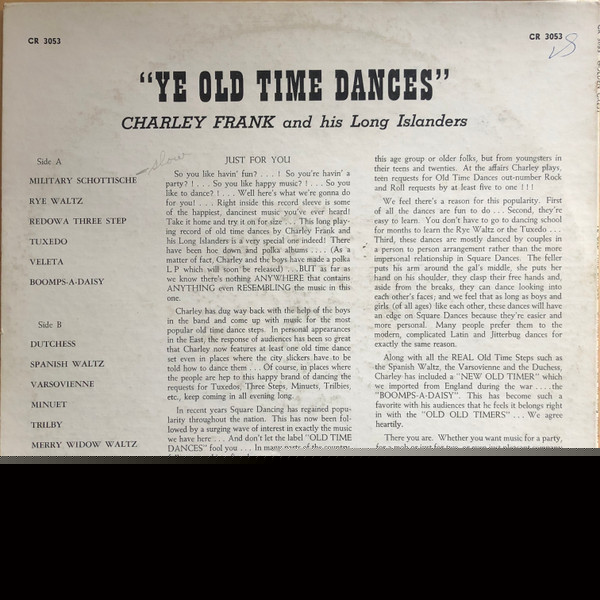 CR 3053
CR 3053
"YE OLD TIME DANCES"
CHARLEY FRANK and his Long Islanders
Side A
MILITARY SCHOTTISCHE
slow
RYE WALTZ
REDOWA THREE STEP
TUXEDO
VELETA
BOOMPS-A-DAISY
Side B
DUTCHESS
SPANISH WALTZ
VARSOVIENNE
MINUET
TRILBY
MERRY WIDOW WALTZ
JUST FOR YOU
So you like havin' fun? . . . ! So you're havin' a
party? ! . . . So you like happy music? ! . . . So you
like to dance? ! . . . Well here's what we're gonna do
for you! . . . Right inside this record sleeve is some
of the happiest, danciest music you've ever heard!
Take it home and try it on for size . . . This long play-
ing record of old time dances by Charley Frank and
his Long Islanders is a very special one indeed! There
have been hoe down and polka albums . . . . (As a
matter of fact, Charley and the boys have made a polka
L P which will soon be released) . . .BUT as far as
we know there's nothing ANYWHERE that contains
ANYTHING even RESEMBLING the music in this
one.
Charley has dug way back with the help of the boys
in the band and come up with music for the most
popular old time dance steps. In personal appearances
in the East, the response of audiences has been so great
that Charley now features at least one old time dance
set even in places where the city slickers have to be
told how to dance them . . . Of course, in places where
the people are hep to this happy brand of dancing the
requests for Tuxedos, Three Steps, Minuets, Trilbies,
etc., keep coming in all evening long.
In recent years Square Dancing has regained popu-
larity throughout the nation. This has now been fol-
lowed by a surging wave of interest in exactly the music
we have here . . . And don't let the label "OLD TIME
DANCES" fool you . . . In many parts of the country
this age group or older folks, but from youngsters in
their teens and twenties. At the affairs Charley plays,
teen requests for Old Time Dances out-number Rock
and Roll requests by at least five to one ! ! !
We feel there's a reason for this popularity. First
of all the dances are fun to do . . . Second, they're
easy to learn. You don't have to go to dancing school
for months to learn the Rye Waltz or the Tuxedo . . .
Third, these dances are mostly danced by couples in
a person to person arrangement rather than the more
impersonal relationship in Square Dances. The feller
puts his arm around the gal's middle, she puts her
hand on his shoulder, they clasp their free hands and,
aside from the breaks, they can dance looking into
each other's faces; and we feel that as long as boys and
girls (of all ages) like each other, these dances will have
an edge on Square Dances because they're easier and
more personal. Many people prefer them to the
modern, complicated Latin and Jitterbug dances for
exactly the same reason.
Along with all the REAL Old Time Steps such as
the Spanish Waltz, the Varsovienne and the Duchess,
Charley has included a "NEW OLD TIMER" which
we imported from England during the war . . . .the
"BOOMPS-A-DAISY". This has become such a
favorite with his audiences that he feels it belongs right
in with the "OLD OLD TIMERS" . . . We agree
heartily.
There you are. Whether you want music for a party,